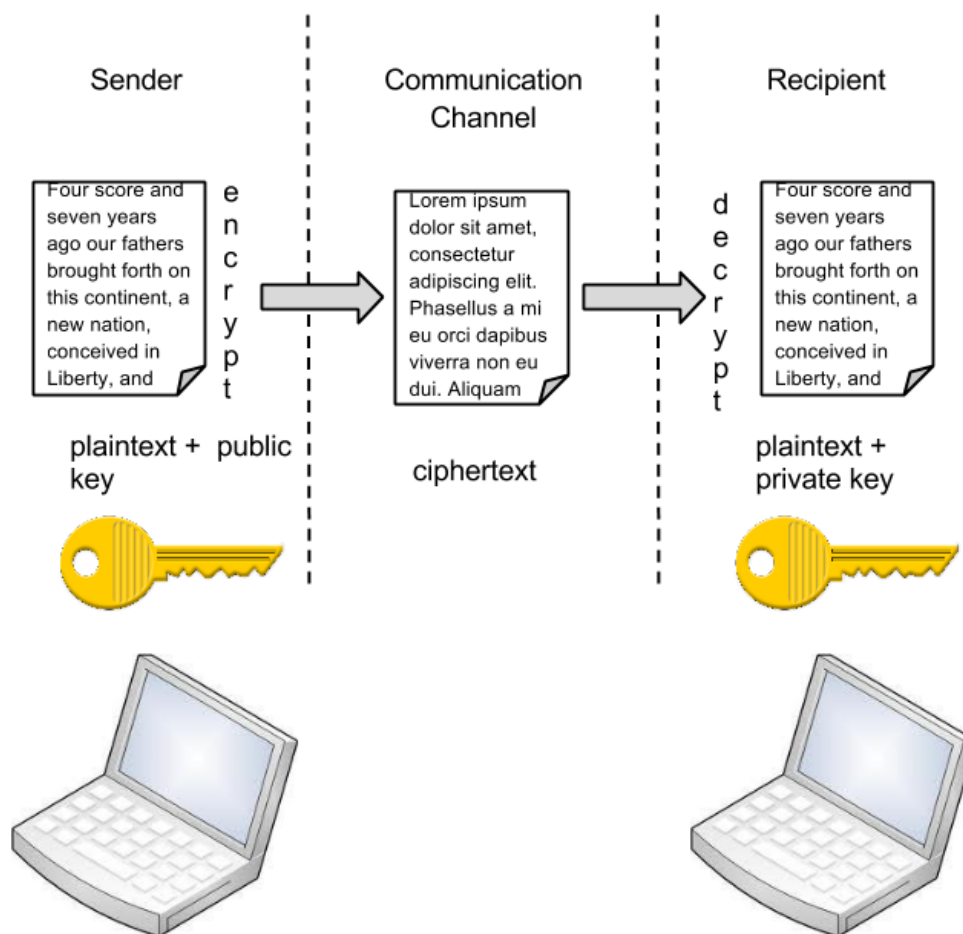 Sender
Communication
Channel
Recipient
Four score and
seven years
ago our fathers
brought forth on
this continent, a
new nation,
conceived in
Liberty, and
encrypt
Lorem ipsum
dolor sit amet,
consectetur
adipiscing elit.
Phasellus a mi
eu orci dapibus
viverra non eu
dui. Aliquam
decrypt
Four score and
seven years
ago our fathers
brought forth on
this continent, a
new nation,
conceived in
Liberty, and
plaintext + public
key
ciphertext
plaintext +
private key